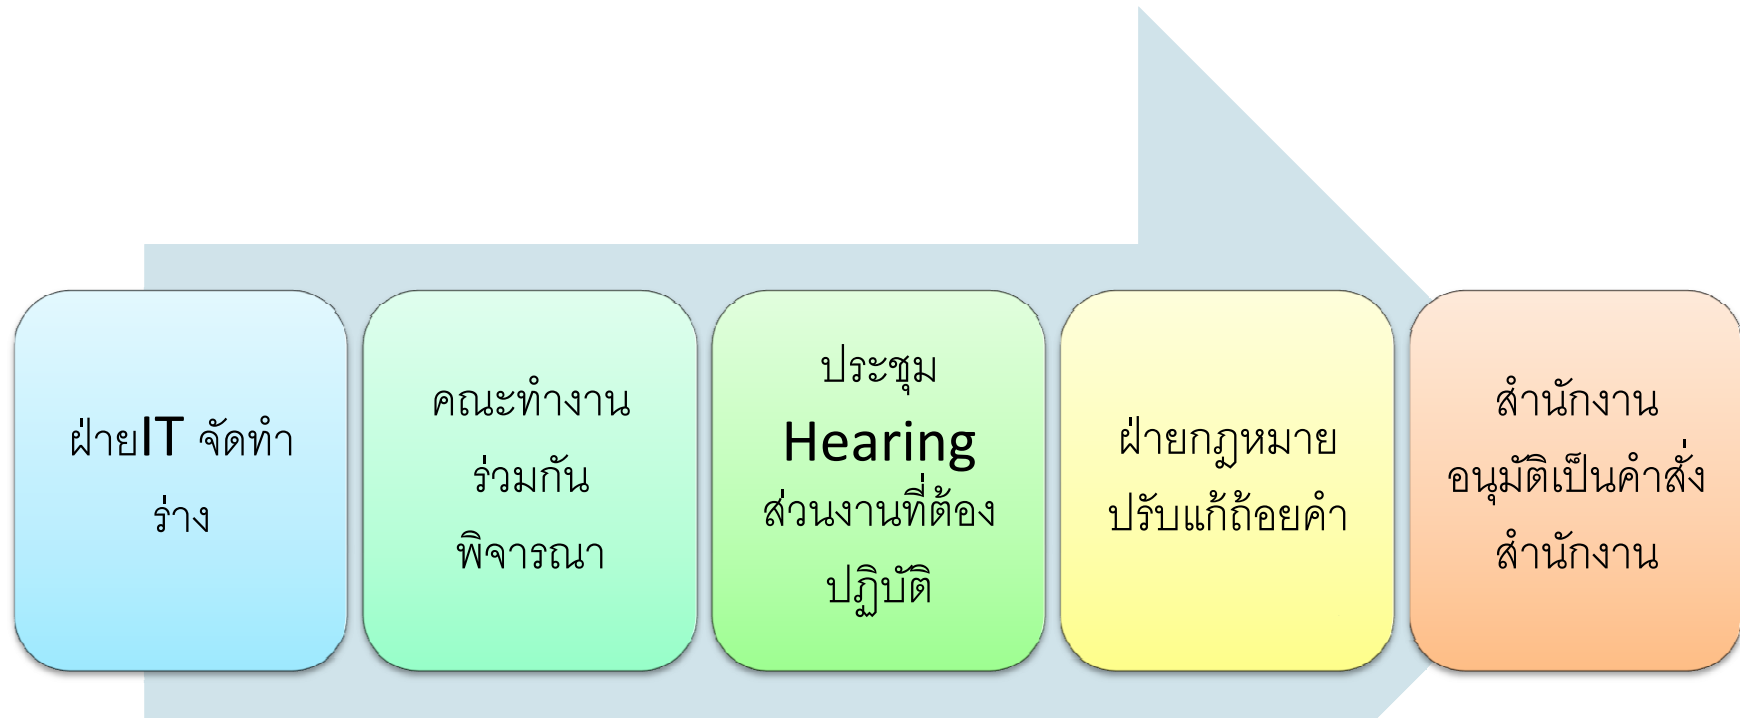 ฝ่ายIT จัดทำ
ร่าง
คณะทำงาน
ร่วมกัน
พิจารณา
ประชุม
Hearing
ส่วนงานที่ต้อง
ปฏิบัติ
ฝ่ายกฎหมาย
ปรับแก้ถ้อยคำ
สำนักงาน
อนุมัติเป็นคำสั่ง
สำนักงาน